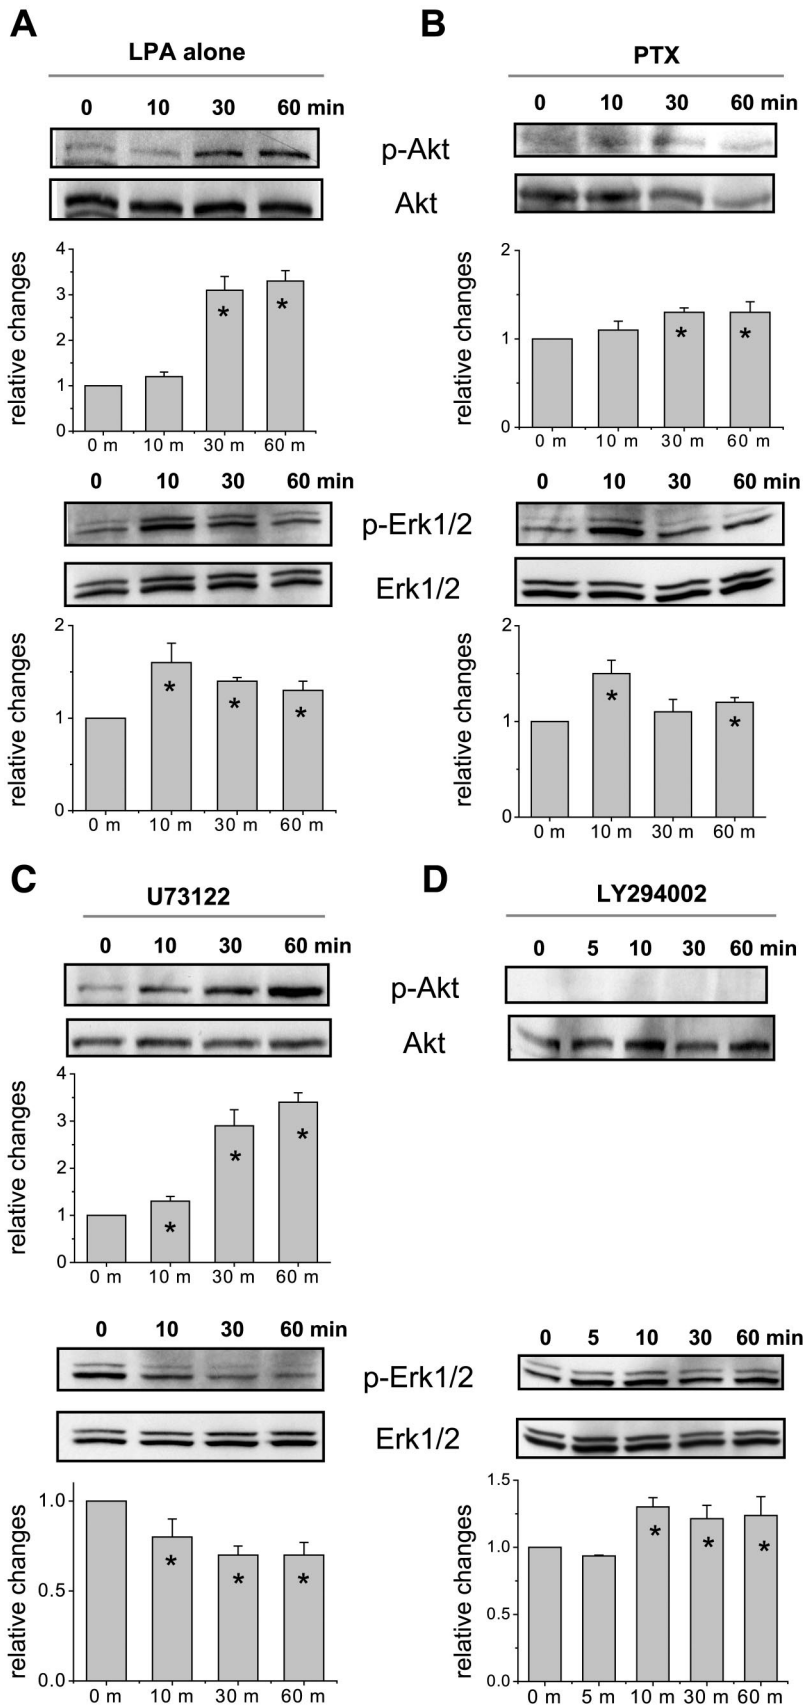 A
LPA alone
0 10 30 60 min
p-Akt
Akt
relative changes
4
3
2
1
0
* *
0 m 10 m 30 m 60 m
0 10 30 60 min
p-Erk1/2
Erk1/2
relative changes
2
1
0
* * *
0 m 10 m 30 m 60 m
B
PTX
0 10 30 60 min
relative changes
2
1
0
* *
0 m 10 m 30 m 60 m
0 10 30 60 min
relative changes
2
1
0
* *
0 m 10 m 30 m 60 m
C
U73122
0 10 30 60 min
p-Akt
Akt
relative changes
4
3
2
1
0
* * *
0 m 10 m 30 m 60 m
0 10 30 60 min
p-Erk1/2
Erk1/2
relative changes
1.0
0.5
0.0
* * *
0 m 10 m 30 m 60 m
D
LY294002
0 5 10 30 60 min
0 5 10 30 60 min
relative changes
1.5
1.0
0.5
0.0
* * *
0 m 5 m 10 m 30 m 60 m